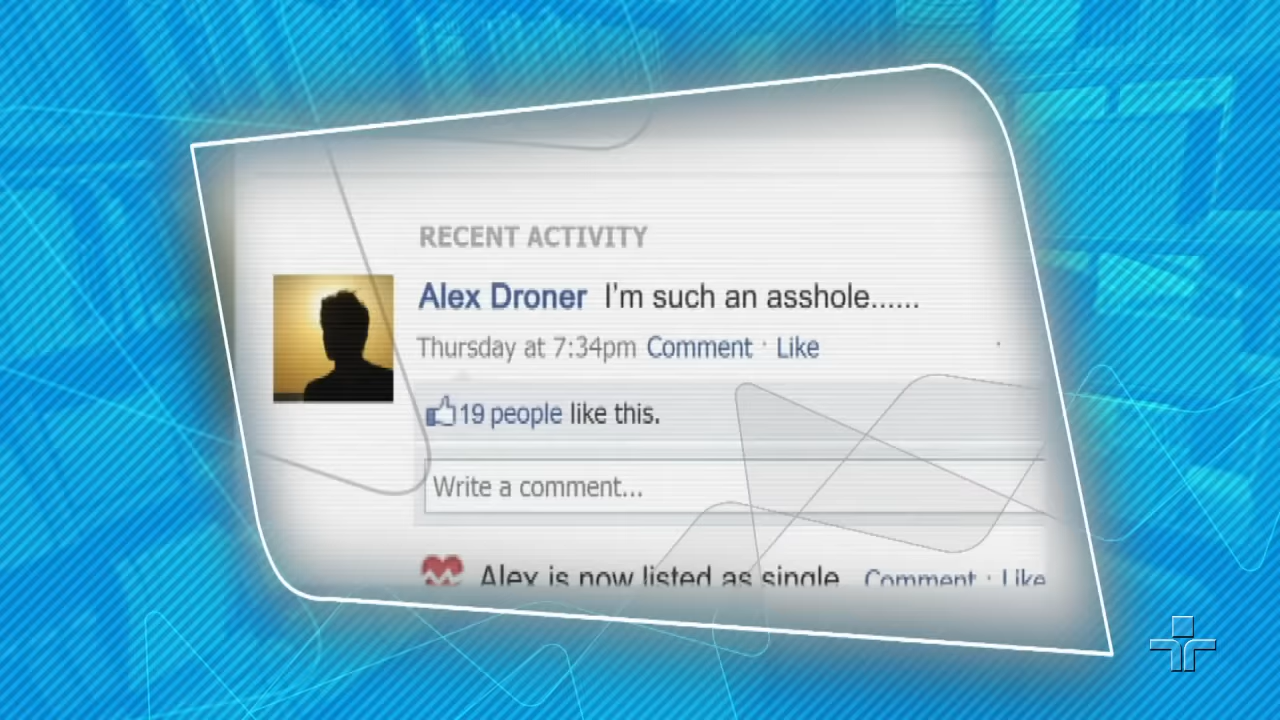 RECENT ACTIVITY
Alex Droner I'm such an asshole......
Thursday at 7:34pm Comment · Like
19 people like this.
Write a comment...
Alex is now listed as single Comment · Like